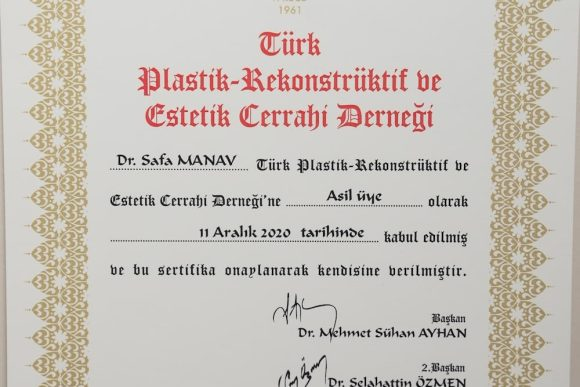 1961
Türk
Plastik-Rekonstrüktif ve
Estetik Cerrahi Derneği
Dr. Safa MANAV Türk Plastik-Rekonstrüktif ve
Estetik Cerrahi Derneği'ne Asil üye olarak
11 Aralık 2020 tarihinde kabul edilmiş
ve bu sertifika onaylanarak kendisine verilmiştir.
Başkan
Dr. Mehmet Sühan AYHAN
2.Başkan
Dr. Selahattin ÖZMEN